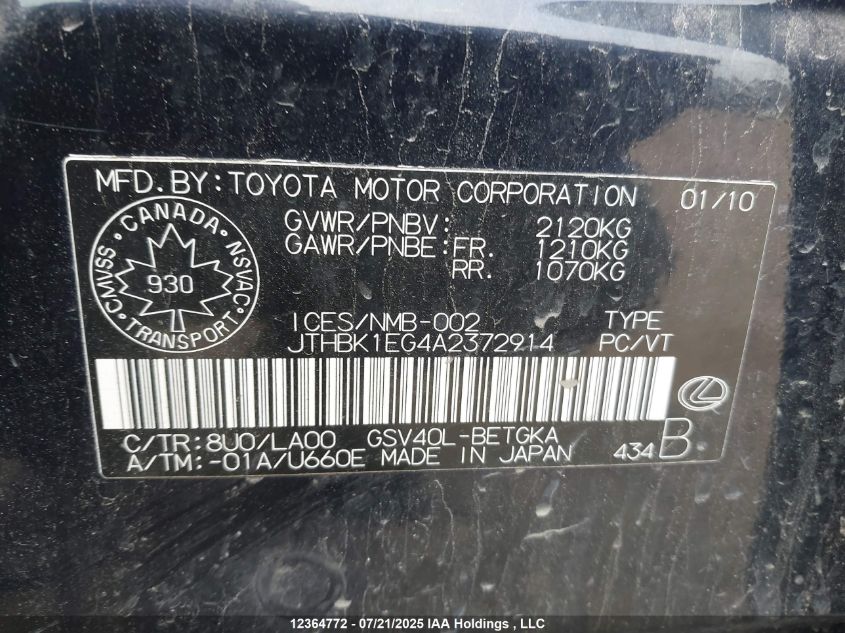 MFD.BY:TOYOTA MOTOR CORPORATION 01/10
GVWR/PNBV: 2120KG
GAWR/PNBE:FR. 1210KG
RR. 1070KG
CMVSS · CANADA · NSVAC · TRANSPORT ·
930
ICES/NMB-002 TYPE
JTHBK1EG4A2372914 PC/VT
C/TR:8U0/LA00 GSV40L-BETGKA
A/TM:-01A/U660E MADE IN JAPAN 434 B
12364772 - 07/21/2025 IAA Holdings , LLC